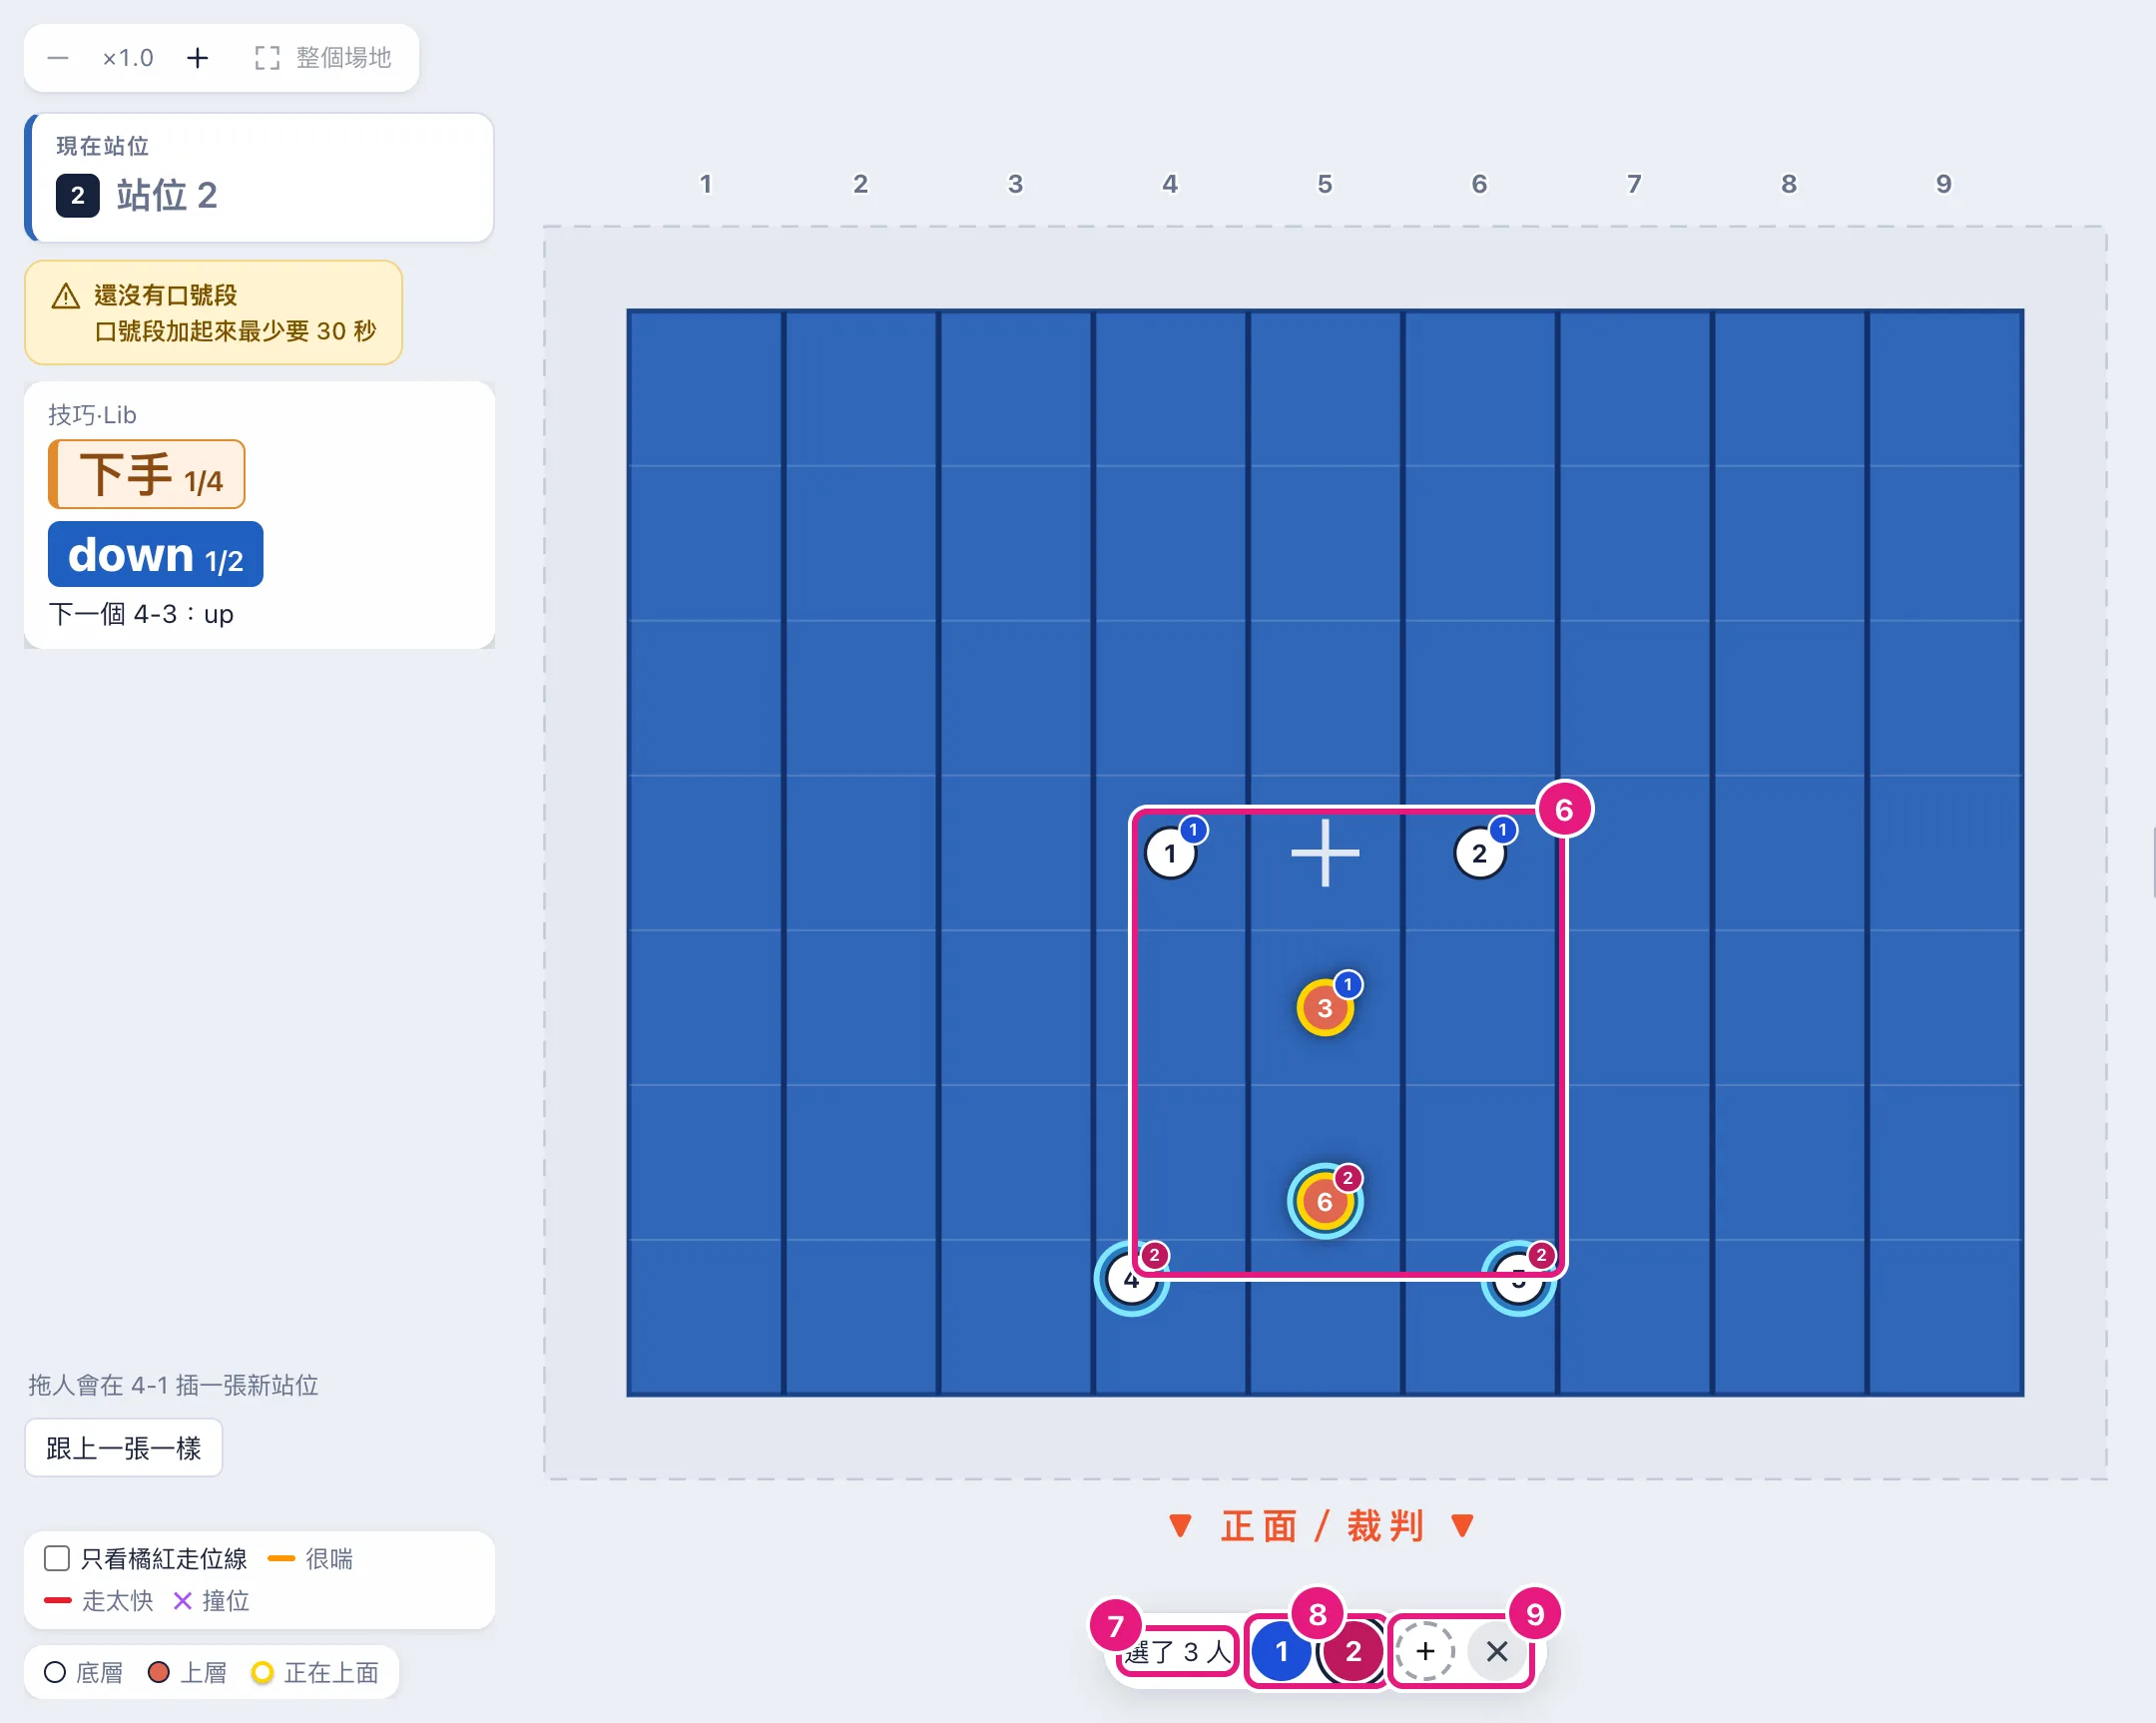 ×1.0 整個場地
現在站位
2 站位 2
還沒有口號段
口號段加起來最少要 30 秒
技巧·Lib
下手 1/4
down 1/2
下一個 4-3：up
1 2 3 4 5 6 7 8 9
6
1 1
2 1
3 1
6 2
4 2
5 2
拖人會在 4-1 插一張新站位
跟上一張一樣
▼ 正面 / 裁判 ▼
只看橘紅走位線 很喘
走太快 撞位
底層 上層 正在上面
7 8 9
選了 3 人 1 2 + ×